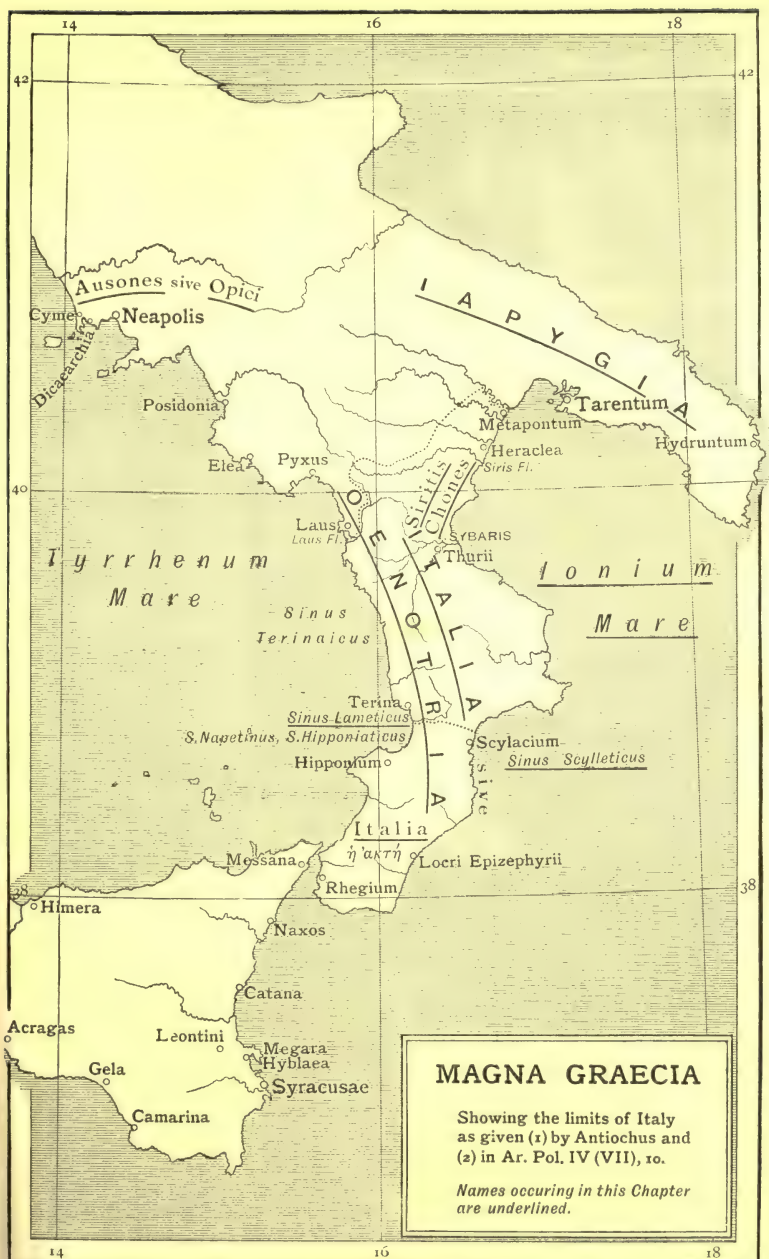 14 16 18
42 42
Ausones sive Opici
IAPYGIA
Cyme
Neapolis
Dicaearchia
Posidonia
Tarentum
Metapontum
Heraclea
Siris Fl.
Hydruntum
Elea
Pyxus
Siritis
Chones
40
OENOTRIA
ITALIA
Laus
Laus Fl.
SYBARIS
Thurii
Tyrrhenum
Mare
Ionium
Mare
Sinus
Terinaicus
Terina
Sinus Lameticus
S. Napetinus, S. Hipponiaticus
Scylacium
Sinus Scylleticus
Hipponium
sive
Italia
ἡ ἀκτή
Messana
Locri Epizephyrii
Rhegium
38 38
Himera
Naxos
Catana
Acragas
Leontini
Megara
Hyblaea
Gela
Syracusae
Camarina
MAGNA GRAECIA
Showing the limits of Italy
as given (1) by Antiochus and
(2) in Ar. Pol. IV (VII), 10.
Names occuring in this Chapter
are underlined.
14 16 18